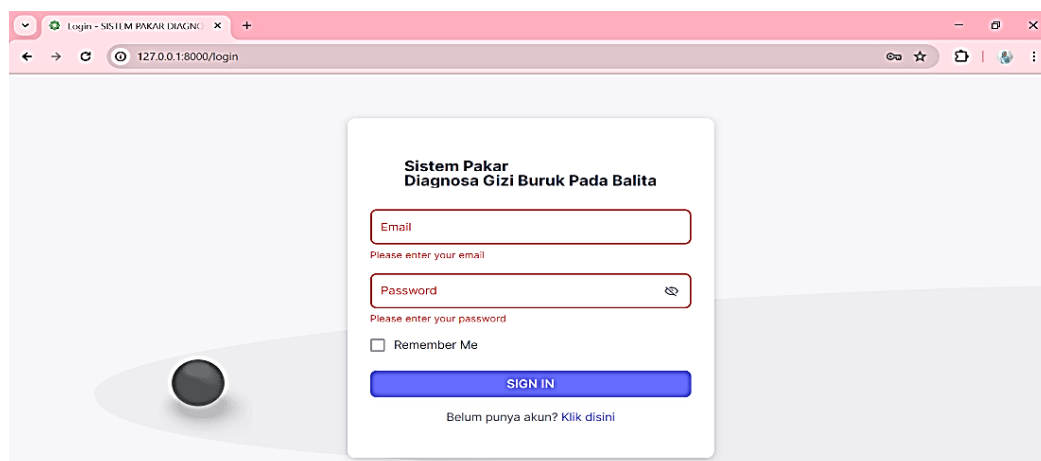 Login - SISTEM PAKAR DIAGNO
127.0.0.1:8000/login
Sistem Pakar
Diagnosa Gizi Buruk Pada Balita
Email
Please enter your email
Password
Please enter your password
Remember Me
SIGN IN
Belum punya akun? Klik disini